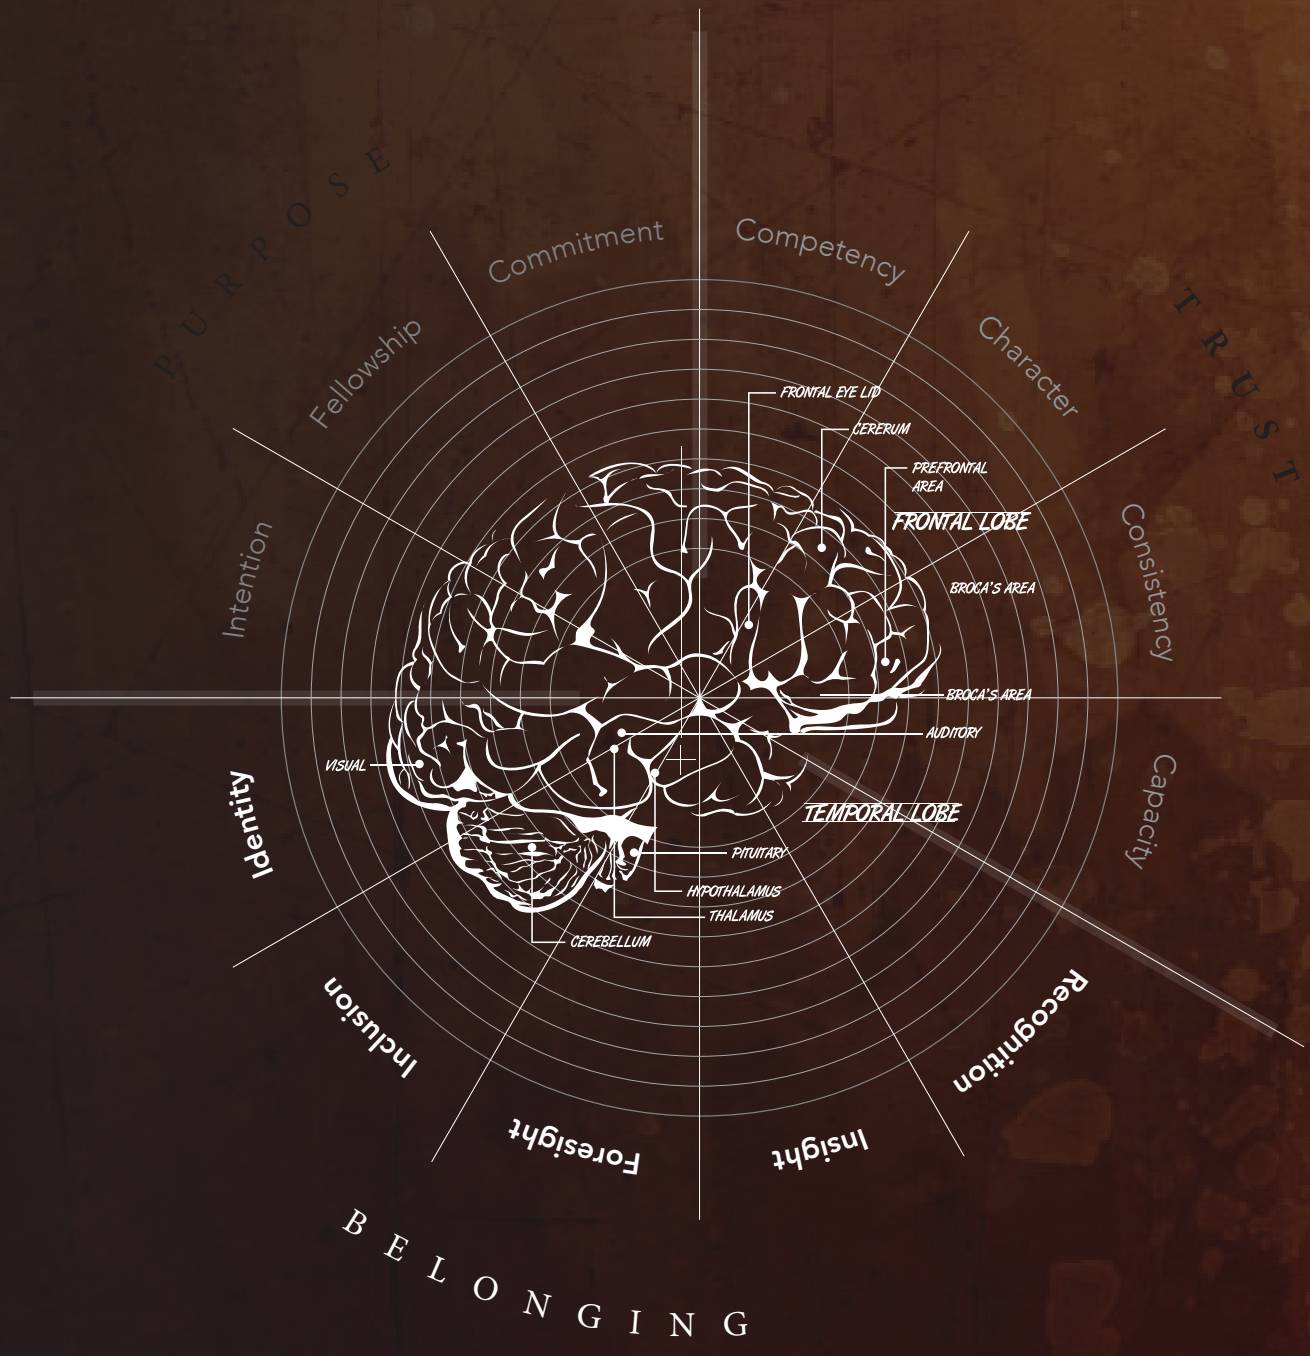 PURPOSE
TRUST
Commitment
Competency
Fellowship
Character
Intention
Consistency
FRONTAL EYE LID
CERERUM
PREFRONTAL
AREA
FRONTAL LOBE
BROCA'S AREA
BROCA'S AREA
AUDITORY
VISUAL
TEMPORAL LOBE
PITUITARY
HYPOTHALAMUS
THALAMUS
CEREBELLUM
Capacity
Identity
Inclusion
Recognition
Foresight
Insight
BELONGING